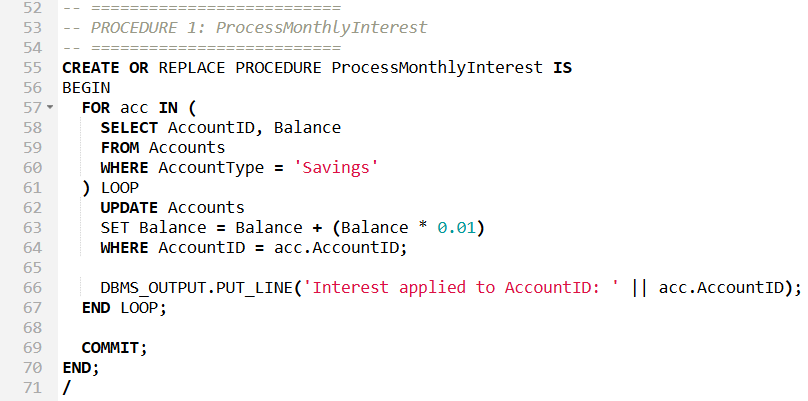 52 -- ==========================
53 -- PROCEDURE 1: ProcessMonthlyInterest
54 -- ==========================
55 CREATE OR REPLACE PROCEDURE ProcessMonthlyInterest IS
56 BEGIN
57   FOR acc IN (
58     SELECT AccountID, Balance
59     FROM Accounts
60     WHERE AccountType = 'Savings'
61   ) LOOP
62     UPDATE Accounts
63     SET Balance = Balance + (Balance * 0.01)
64     WHERE AccountID = acc.AccountID;
65
66     DBMS_OUTPUT.PUT_LINE('Interest applied to AccountID: ' || acc.AccountID);
67   END LOOP;
68
69   COMMIT;
70 END;
71 /